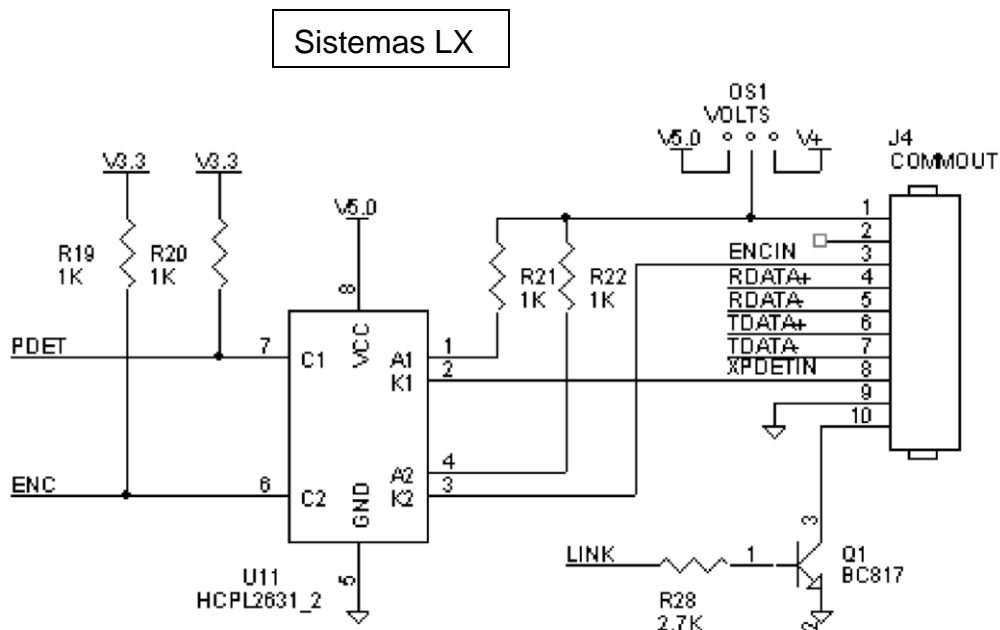 Sistemas LX
OS1
VOLTS
V5.0
V+
J4
COMMOUT
V3.3
V3.3
V5.0
R19
1K
R20
1K
R21
1K
R22
1K
1
2
3
4
5
6
7
8
9
10
ENCIN
RDATA+
RDATA-
TDATA+
TDATA-
XPDETIN
8
VCC
PDET
7
C1
A1
1
K1
2
A2
4
K2
3
ENC
6
C2
GND
5
U11
HCPL2631_2
LINK
R28
2.7K
1
3
Q1
BC817
2